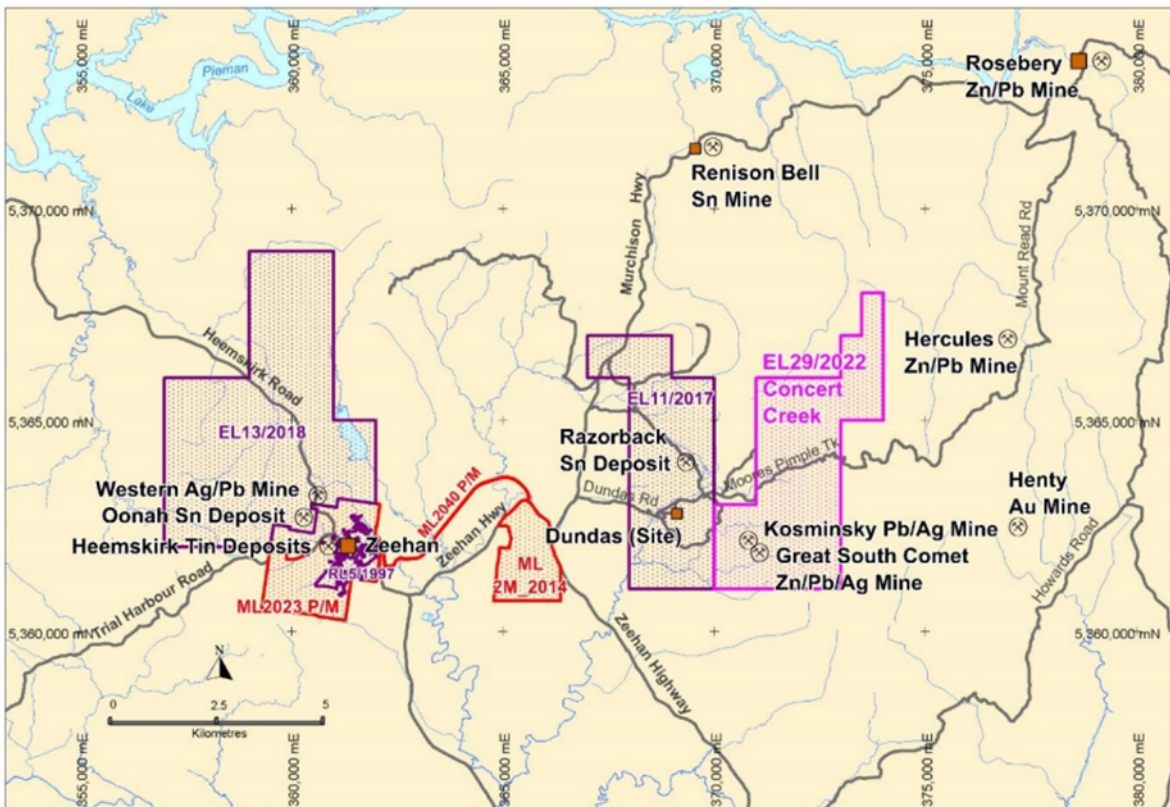 355,000 mE
360,000 mE
365,000 mE
370,000 mE
375,000 mE
380,000 mE
Pieman
Lake
Rosebery
Zn/Pb Mine
Renison Bell
Sn Mine
5,370,000 mN
5,370,000 mN
Murchison Hwy
Mount Read Rd
Heemskirk Road
Hercules
Zn/Pb Mine
EL29/2022
Concert
Creek
EL11/2017
EL13/2018
5,365,000 mN
5,365,000 mN
Razorback
Sn Deposit
Moores Pimple Tk
Dundas Rd
Western Ag/Pb Mine
Oonah Sn Deposit
Heemskirk Tin Deposits
Zeehan
RL5/1997
ML2040 P/M
Zeehan Hwy
Dundas (Site)
Henty
Au Mine
Kosminsky Pb/Ag Mine
Great South Comet
Zn/Pb/Ag Mine
ML
2M_2014
ML2023 P/M
Trial Harbour Road
Howards Road
Zeehan Highway
5,360,000 mN
5,360,000 mN
N
0 2.5 5
Kilometres
355,000 mE
360,000 mE
365,000 mE
370,000 mE
375,000 mE
380,000 mE